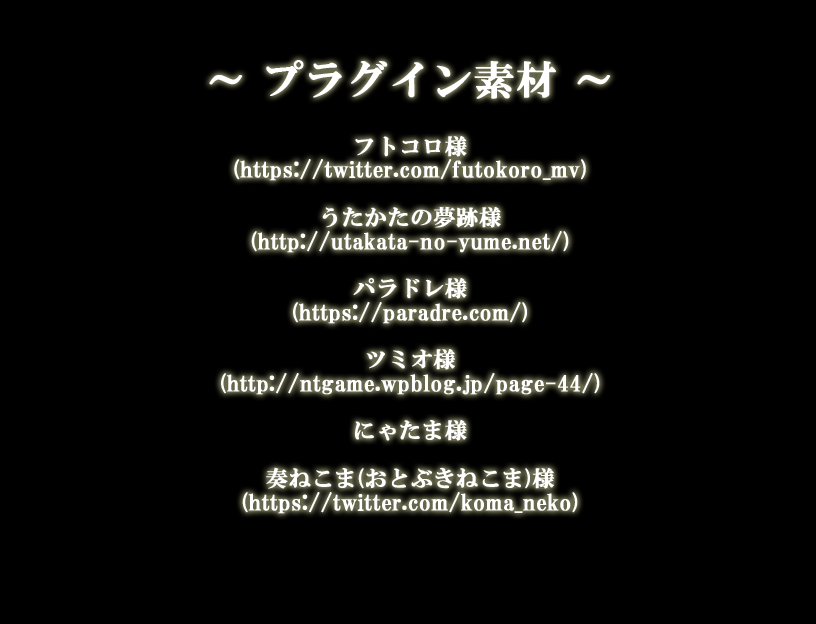 ～ プラグイン素材 ～
フトコロ様
(https://twitter.com/futokoro_mv)
うたかたの夢跡様
(http://utakata-no-yume.net/)
パラドレ様
(https://paradre.com/)
ツミオ様
(http://ntgame.wpblog.jp/page-44/)
にゃたま様
奏ねこま(おとぶきねこま)様
(https://twitter.com/koma_neko)